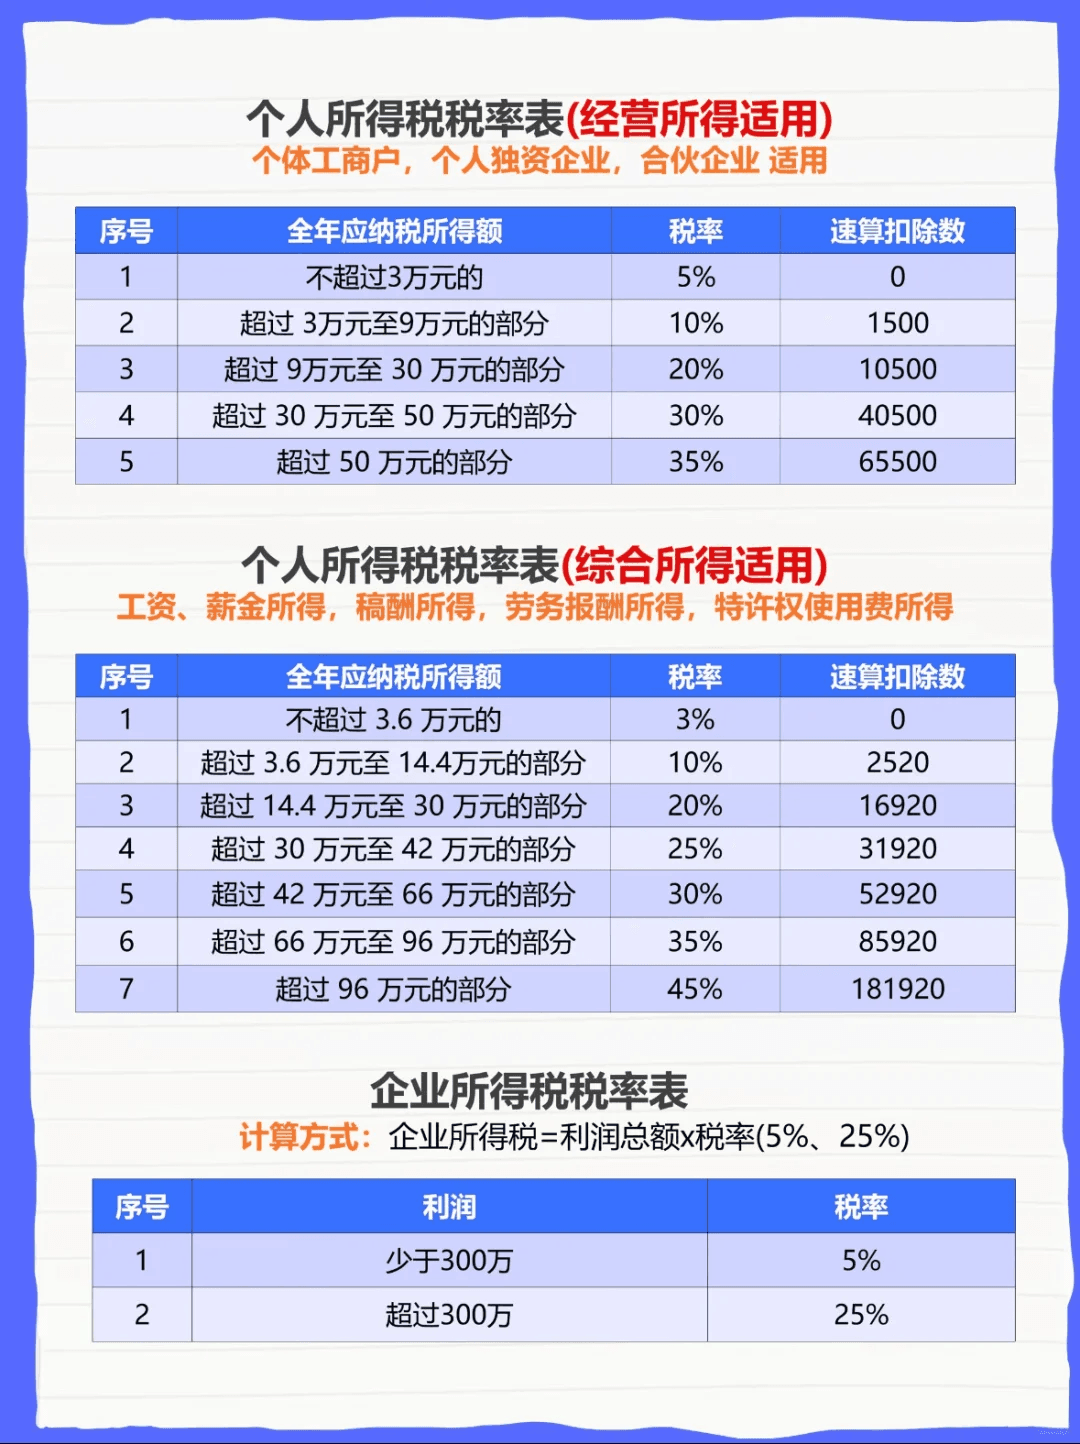 个人所得税税率表(经营所得适用)
个体工商户，个人独资企业，合伙企业 适用
序号 全年应纳税所得额 税率 速算扣除数
1 不超过3万元的 5% 0
2 超过 3万元至9万元的部分 10% 1500
3 超过 9万元至 30 万元的部分 20% 10500
4 超过 30 万元至 50 万元的部分 30% 40500
5 超过 50 万元的部分 35% 65500
个人所得税税率表(综合所得适用)
工资、薪金所得，稿酬所得，劳务报酬所得，特许权使用费所得
序号 全年应纳税所得额 税率 速算扣除数
1 不超过 3.6 万元的 3% 0
2 超过 3.6 万元至 14.4万元的部分 10% 2520
3 超过 14.4 万元至 30 万元的部分 20% 16920
4 超过 30 万元至 42 万元的部分 25% 31920
5 超过 42 万元至 66 万元的部分 30% 52920
6 超过 66 万元至 96 万元的部分 35% 85920
7 超过 96 万元的部分 45% 181920
企业所得税税率表
计算方式：企业所得税=利润总额x税率(5%、25%)
序号 利润 税率
1 少于300万 5%
2 超过300万 25%